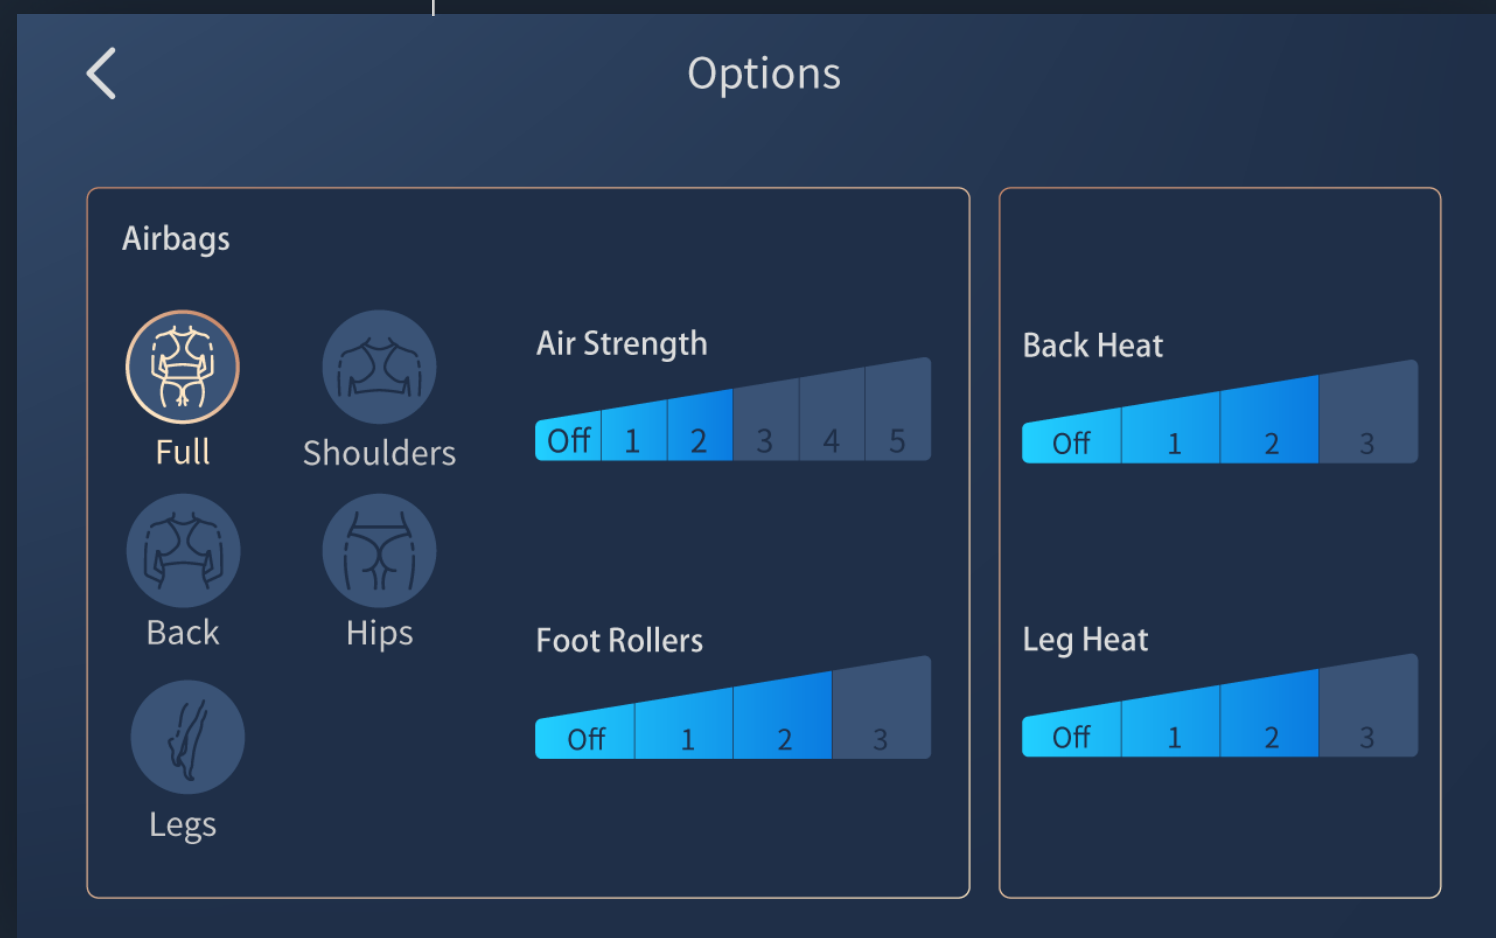 Options
Airbags
Full
Shoulders
Back
Hips
Legs
Air Strength
Off 1 2 3 4 5
Foot Rollers
Off 1 2 3
Back Heat
Off 1 2 3
Leg Heat
Off 1 2 3